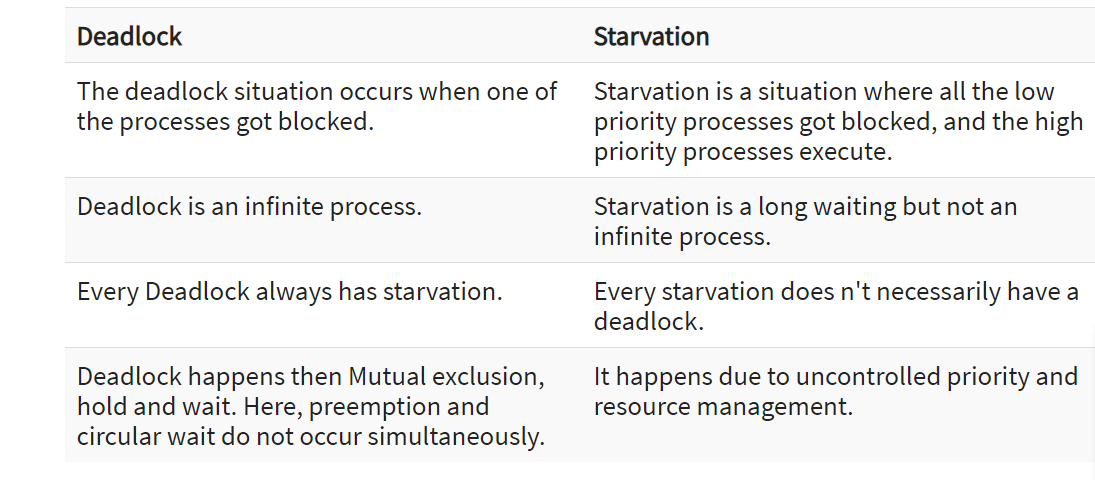 Deadlock
Starvation
The deadlock situation occurs when one of
the processes got blocked.
Starvation is a situation where all the low
priority processes got blocked, and the high
priority processes execute.
Deadlock is an infinite process.
Starvation is a long waiting but not an
infinite process.
Every Deadlock always has starvation.
Every starvation does n't necessarily have a
deadlock.
Deadlock happens then Mutual exclusion,
hold and wait. Here, preemption and
circular wait do not occur simultaneously.
It happens due to uncontrolled priority and
resource management.